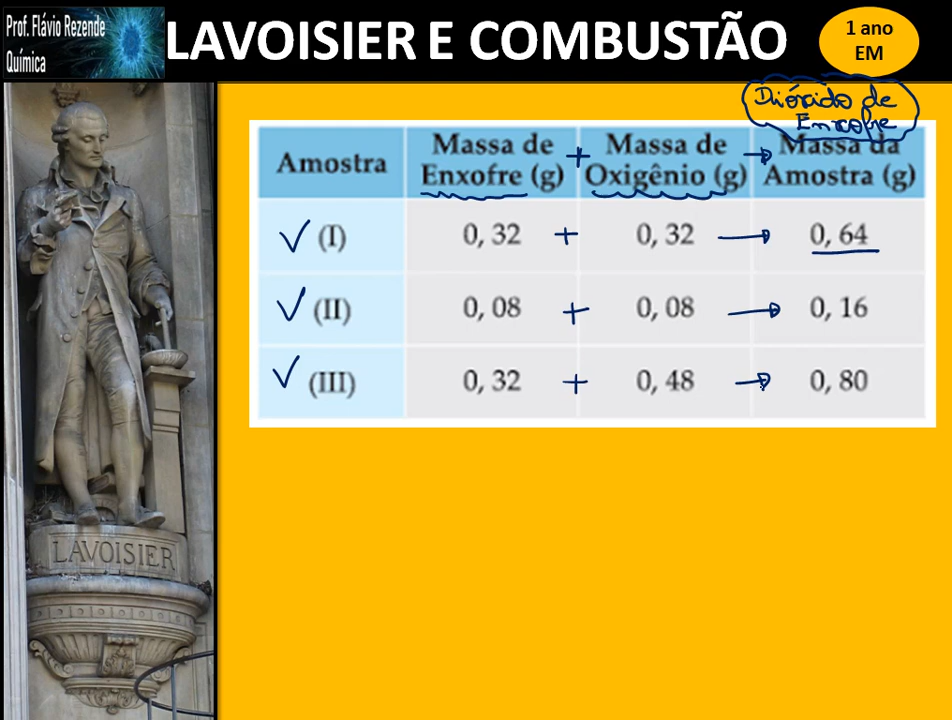 Prof. Flávio Rezende
Química
LAVOISIER E COMBUSTÃO
1 ano
EM
Dióxido de
Enxofre
Amostra
Massa de
Enxofre (g)
+
Massa de
Oxigênio (g)
→
Massa da
Amostra (g)
✓ (I) 0, 32 + 0, 32 → 0, 64
✓ (II) 0, 08 + 0, 08 → 0, 16
✓ (III) 0, 32 + 0, 48 → 0, 80
LAVOISIER